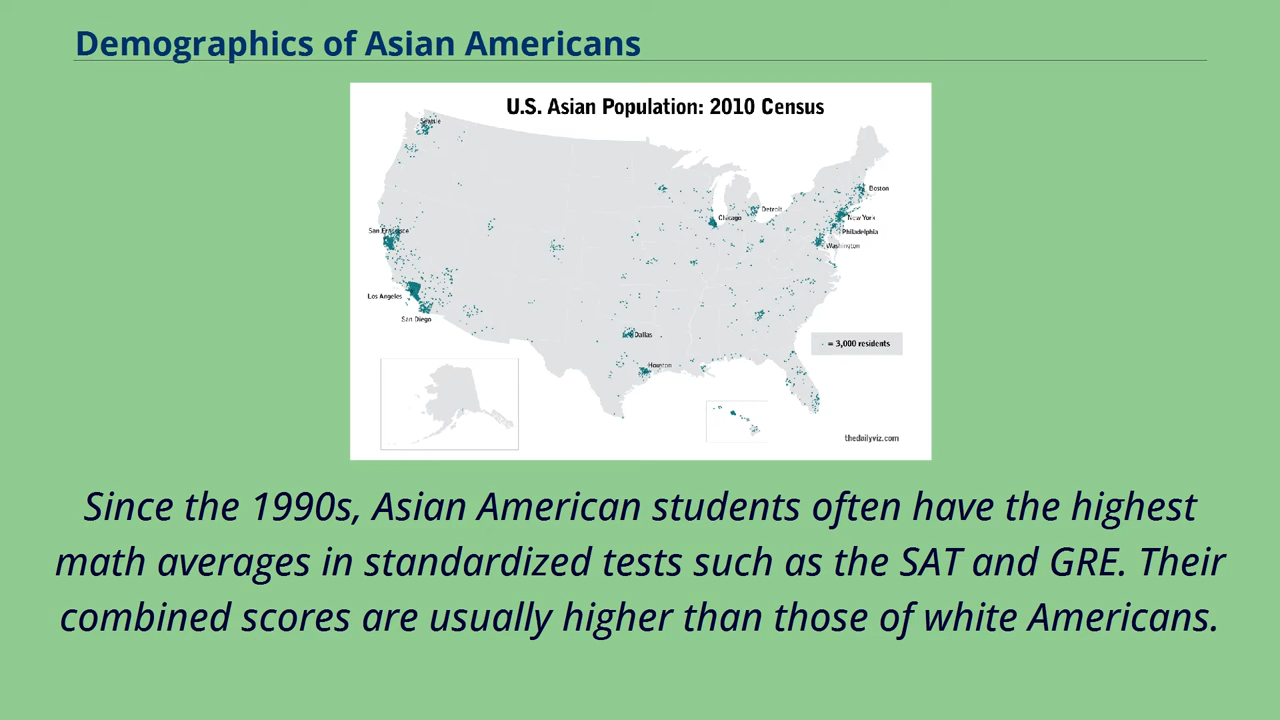 Demographics of Asian Americans
U.S. Asian Population: 2010 Census
Seattle
Boston
Detroit
Chicago
New York
San Francisco
Philadelphia
Washington
Los Angeles
San Diego
Dallas
= 3,000 residents
Houston
thedailyviz.com
Since the 1990s, Asian American students often have the highest
math averages in standardized tests such as the SAT and GRE. Their
combined scores are usually higher than those of white Americans.